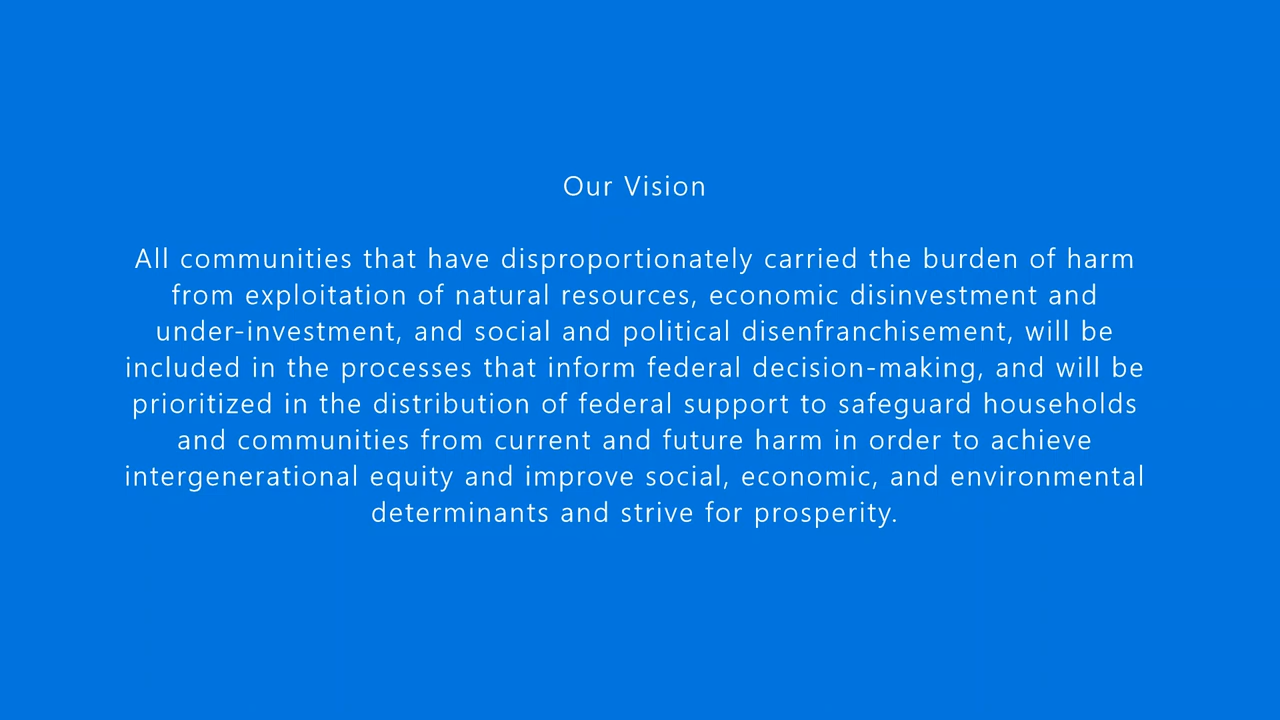 Our Vision
All communities that have disproportionately carried the burden of harm
from exploitation of natural resources, economic disinvestment and
under-investment, and social and political disenfranchisement, will be
included in the processes that inform federal decision-making, and will be
prioritized in the distribution of federal support to safeguard households
and communities from current and future harm in order to achieve
intergenerational equity and improve social, economic, and environmental
determinants and strive for prosperity.